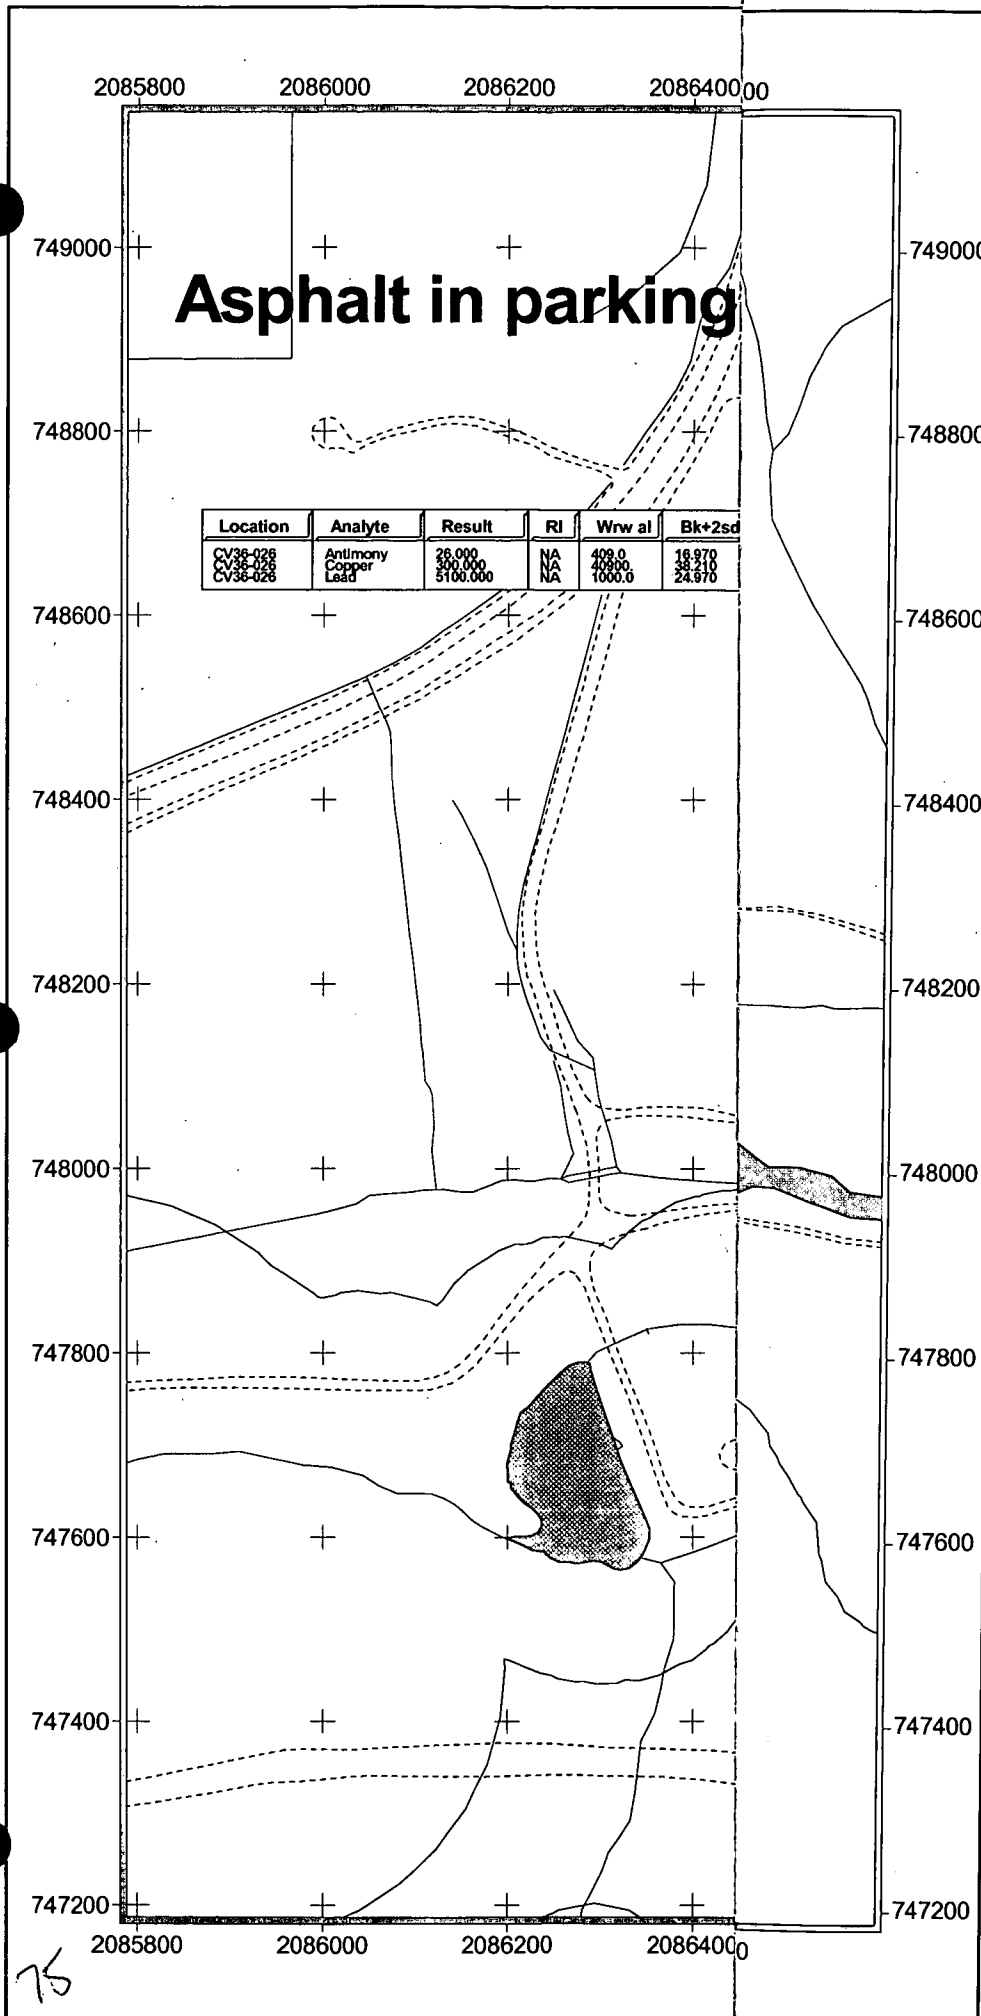 2085800 2086000 2086200 2086400 00
749000 749000
Asphalt in parking
748800 748800
Location Analyte Result RI Wrw al Bk+2sd
CV36-026 Antimony 26.000 NA 409.0 16.970
CV36-026 Copper 300.000 NA 40900. 38.210
CV36-026 Lead 5100.000 NA 1000.0 24.970
748600 748600
748400 748400
748200 748200
748000 748000
747800 747800
747600 747600
747400 747400
747200 747200
2085800 2086000 2086200 2086400 0
75